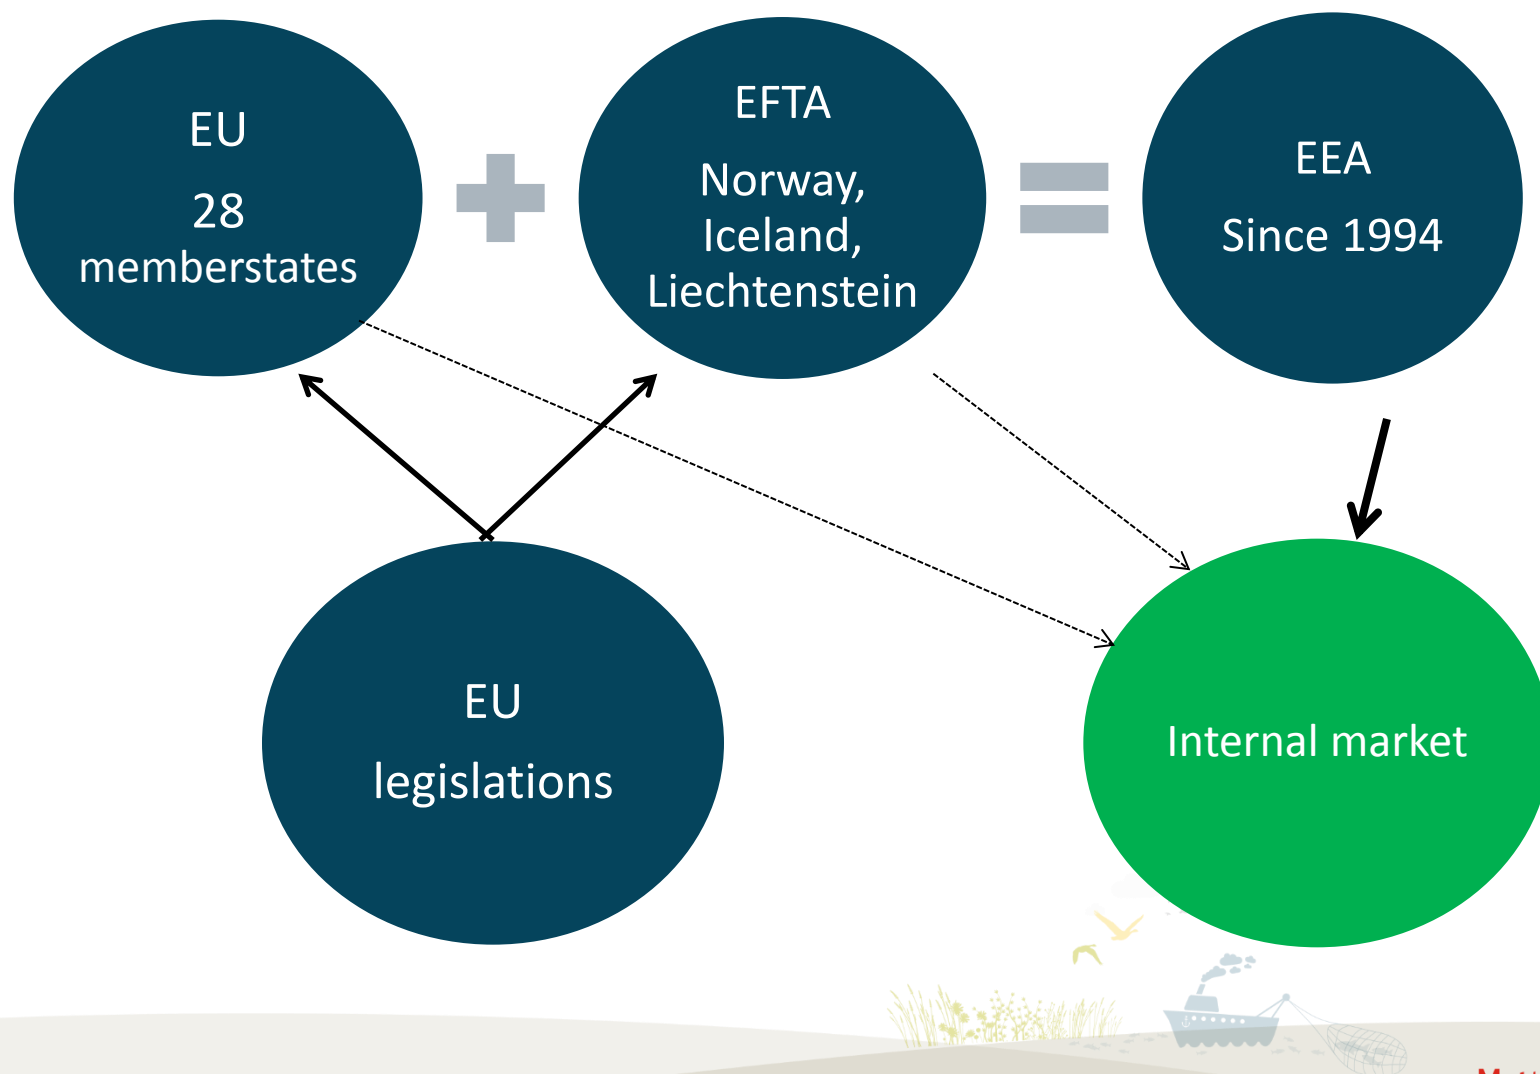 EU
28
memberstates
EFTA
Norway,
Iceland,
Liechtenstein
EEA
Since 1994
EU
legislations
Internal market